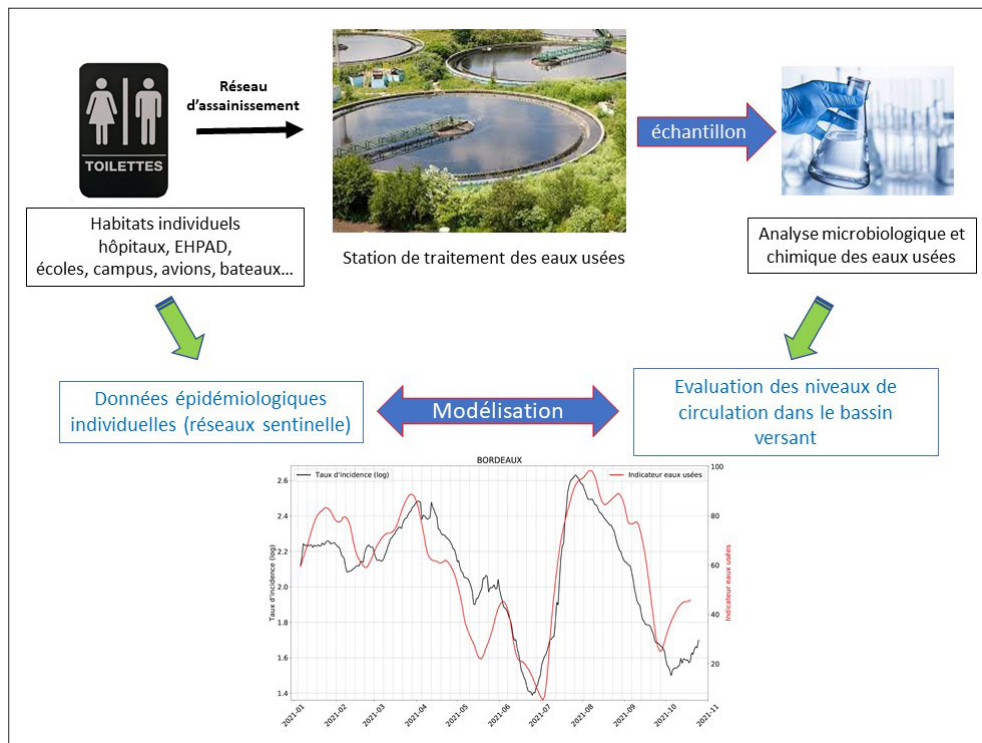 Réseau
d'assainissement
échantillon
TOILETTES
Habitats individuels
hôpitaux, EHPAD,
écoles, campus, avions, bateaux...
Station de traitement des eaux usées
Analyse microbiologique et
chimique des eaux usées
Données épidémiologiques
individuelles (réseaux sentinelle)
Modélisation
Evaluation des niveaux de
circulation dans le bassin
versant
BORDEAUX
Taux d'incidence (log)
Indicateur eaux usées
Taux d'incidence (log)
2.6
2.4
2.2
2.0
1.8
1.6
1.4
100
80
60
40
20
Indicateur eaux usées
2021-01
2021-02
2021-03
2021-04
2021-05
2021-06
2021-07
2021-08
2021-09
2021-10
2021-11